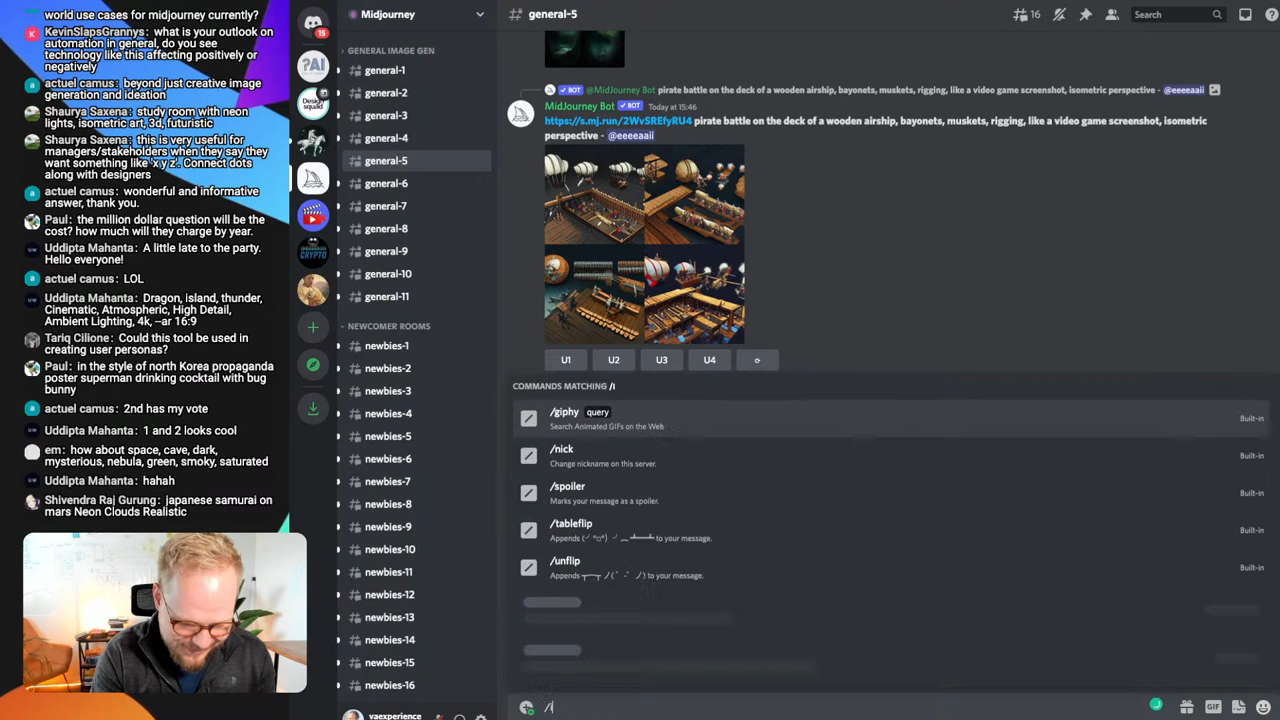 world use cases for midjourney currently?
KevinSlapsGrannys: what is your outlook on
automation in general, do you see
technology like this affecting positively or
negatively
actuel camus: beyond just creative image
generation and ideation
Shaurya Saxena: study room with neon
lights, isometric art, 3d, futuristic
Shaurya Saxena: this is very useful for
managers/stakeholders when they say they
want something like 'x y z'. Connect dots
along with designers
actuel camus: wonderful and informative
answer, thank you.
Paul: the million dollar question will be the
cost? how much will they charge by year.
Uddipta Mahanta: A little late to the party.
Hello everyone!
actuel camus: LOL
Uddipta Mahanta: Dragon, island, thunder,
Cinematic, Atmospheric, High Detail,
Ambient Lighting, 4k, --ar 16:9
Tariq Cilione: Could this tool be used in
creating user personas?
Paul: in the style of north Korea propaganda
poster superman drinking cocktail with bug
bunny
actuel camus: 2nd has my vote
Uddipta Mahanta: 1 and 2 looks cool
em: how about space, cave, dark,
mysterious, nebula, green, smoky, saturated
Uddipta Mahanta: hahah
Shivendra Raj Gurung: japanese samurai on
mars Neon Clouds Realistic
15
PAI
Design
squad
CRYPTO
Midjourney
GENERAL IMAGE GEN
general-1
general-2
general-3
general-4
general-5
general-6
general-7
general-8
general-9
general-10
general-11
NEWCOMER ROOMS
newbies-1
newbies-2
newbies-3
newbies-4
newbies-5
newbies-6
newbies-7
newbies-8
newbies-9
newbies-10
newbies-11
newbies-12
newbies-13
newbies-14
newbies-15
newbies-16
vaexperience
general-5
16
Search
BOT @MidJourney Bot pirate battle on the deck of a wooden airship, bayonets, muskets, rigging, like a video game screenshot, isometric perspective - @eeeeaaii
MidJourney Bot BOT Today at 15:46
https://s.mj.run/2WvSREfyRU4 pirate battle on the deck of a wooden airship, bayonets, muskets, rigging, like a video game screenshot, isometric
perspective - @eeeeaaii
U1 U2 U3 U4
COMMANDS MATCHING /I
/giphy query
Search Animated GIFs on the Web
Built-in
/nick
Change nickname on this server.
Built-in
/spoiler
Marks your message as a spoiler.
Built-in
/tableflip
Appends (╯°□°)╯︵ ┻━┻ to your message.
Built-in
/unflip
Appends ┬─┬ ノ( ゜-゜ノ) to your message.
Built-in
/i
GIF